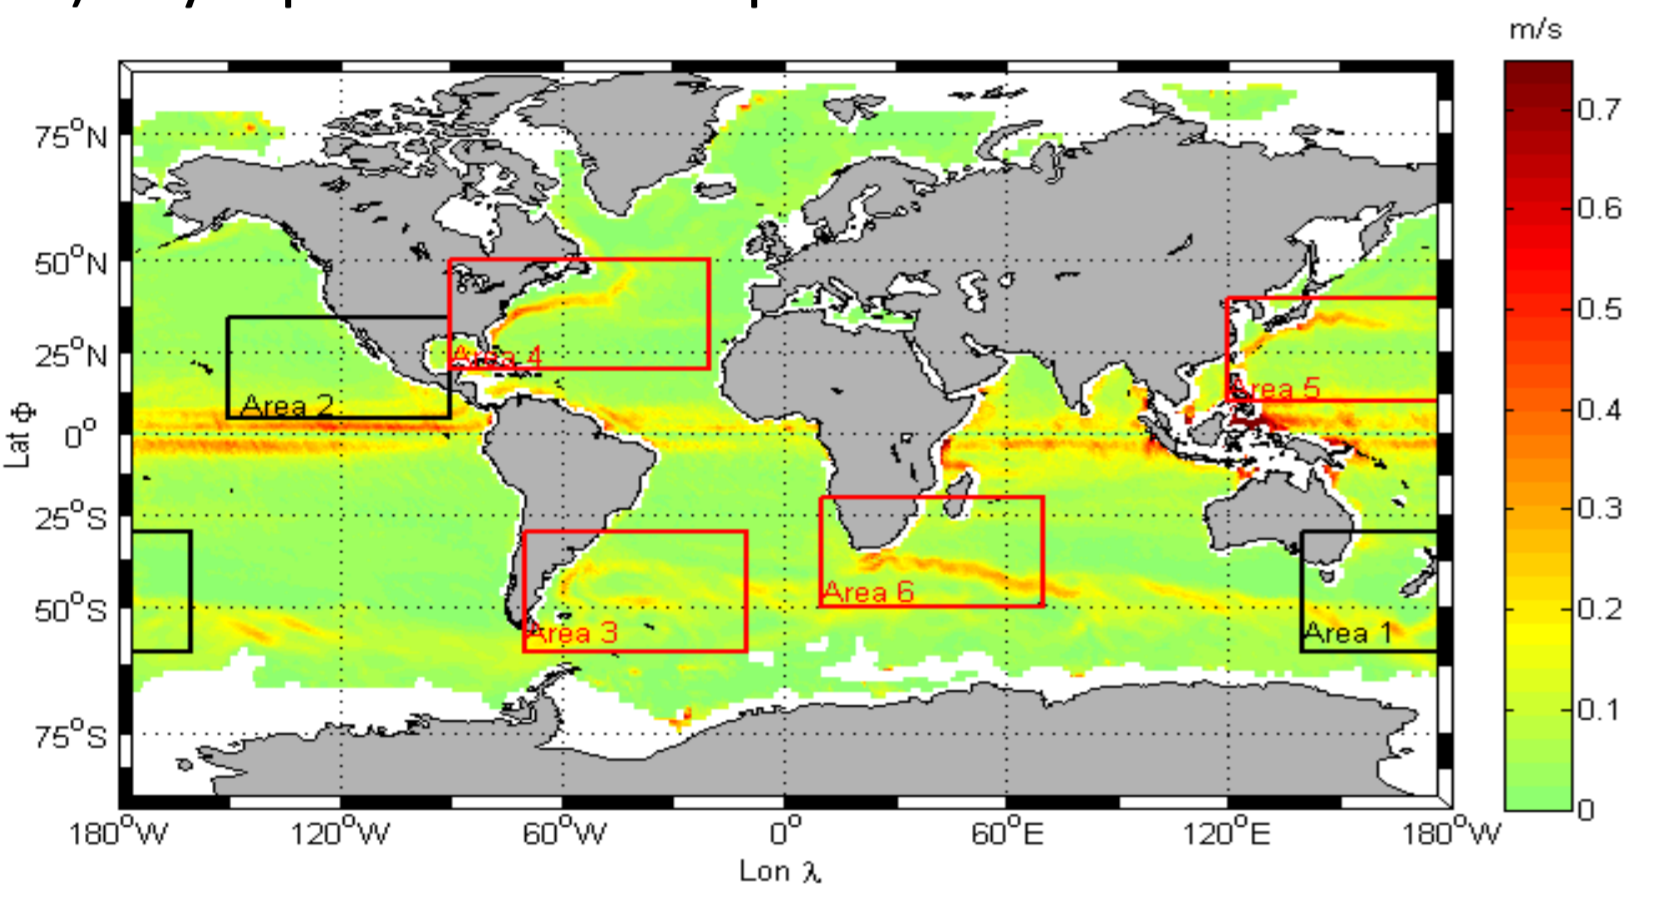 m/s
0.7
0.6
0.5
0.4
0.3
0.2
0.1
0
75°N
50°N
25°N
0°
25°S
50°S
75°S
Lat Φ
Area 4
Area 2
Area 5
Area 6
Area 3
Area 1
180°W 120°W 60°W 0° 60°E 120°E 180°W
Lon λ